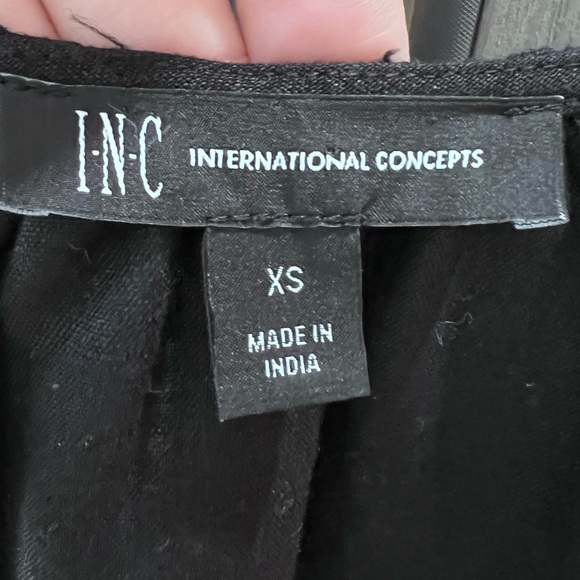 I·N·C INTERNATIONAL CONCEPTS
XS
MADE IN
INDIA